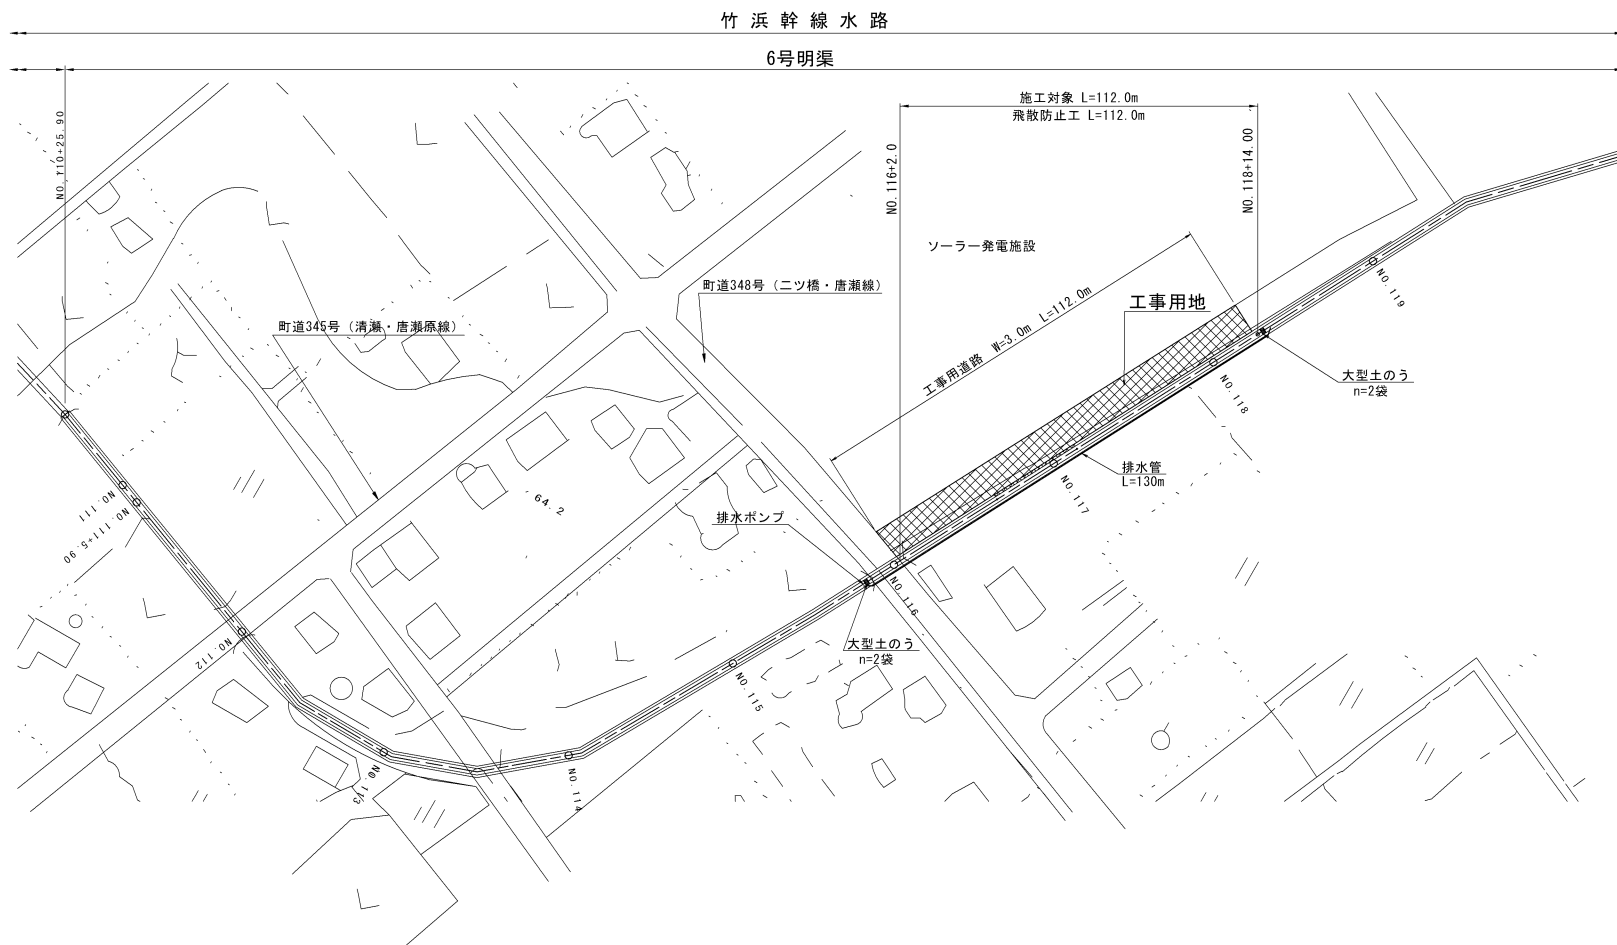 竹浜幹線水路
6号明渠
施工対象 L=112.0m
飛散防止工 L=112.0m
NO.110+25.90
NO.116+2.0
NO.118+14.00
ソーラー発電施設
町道348号（二ツ橋・唐瀬線）
工事用地
町道345号（清瀬・唐瀬原線）
工事用道路 W=3.0m L=112.0m
NO.119
大型土のう
n=2袋
NO.118
排水管
L=130m
NO.117
64.2
排水ポンプ
NO.111
NO.111+5.90
NO.116
NO.112
大型土のう
n=2袋
NO.115
NO.113
NO.114